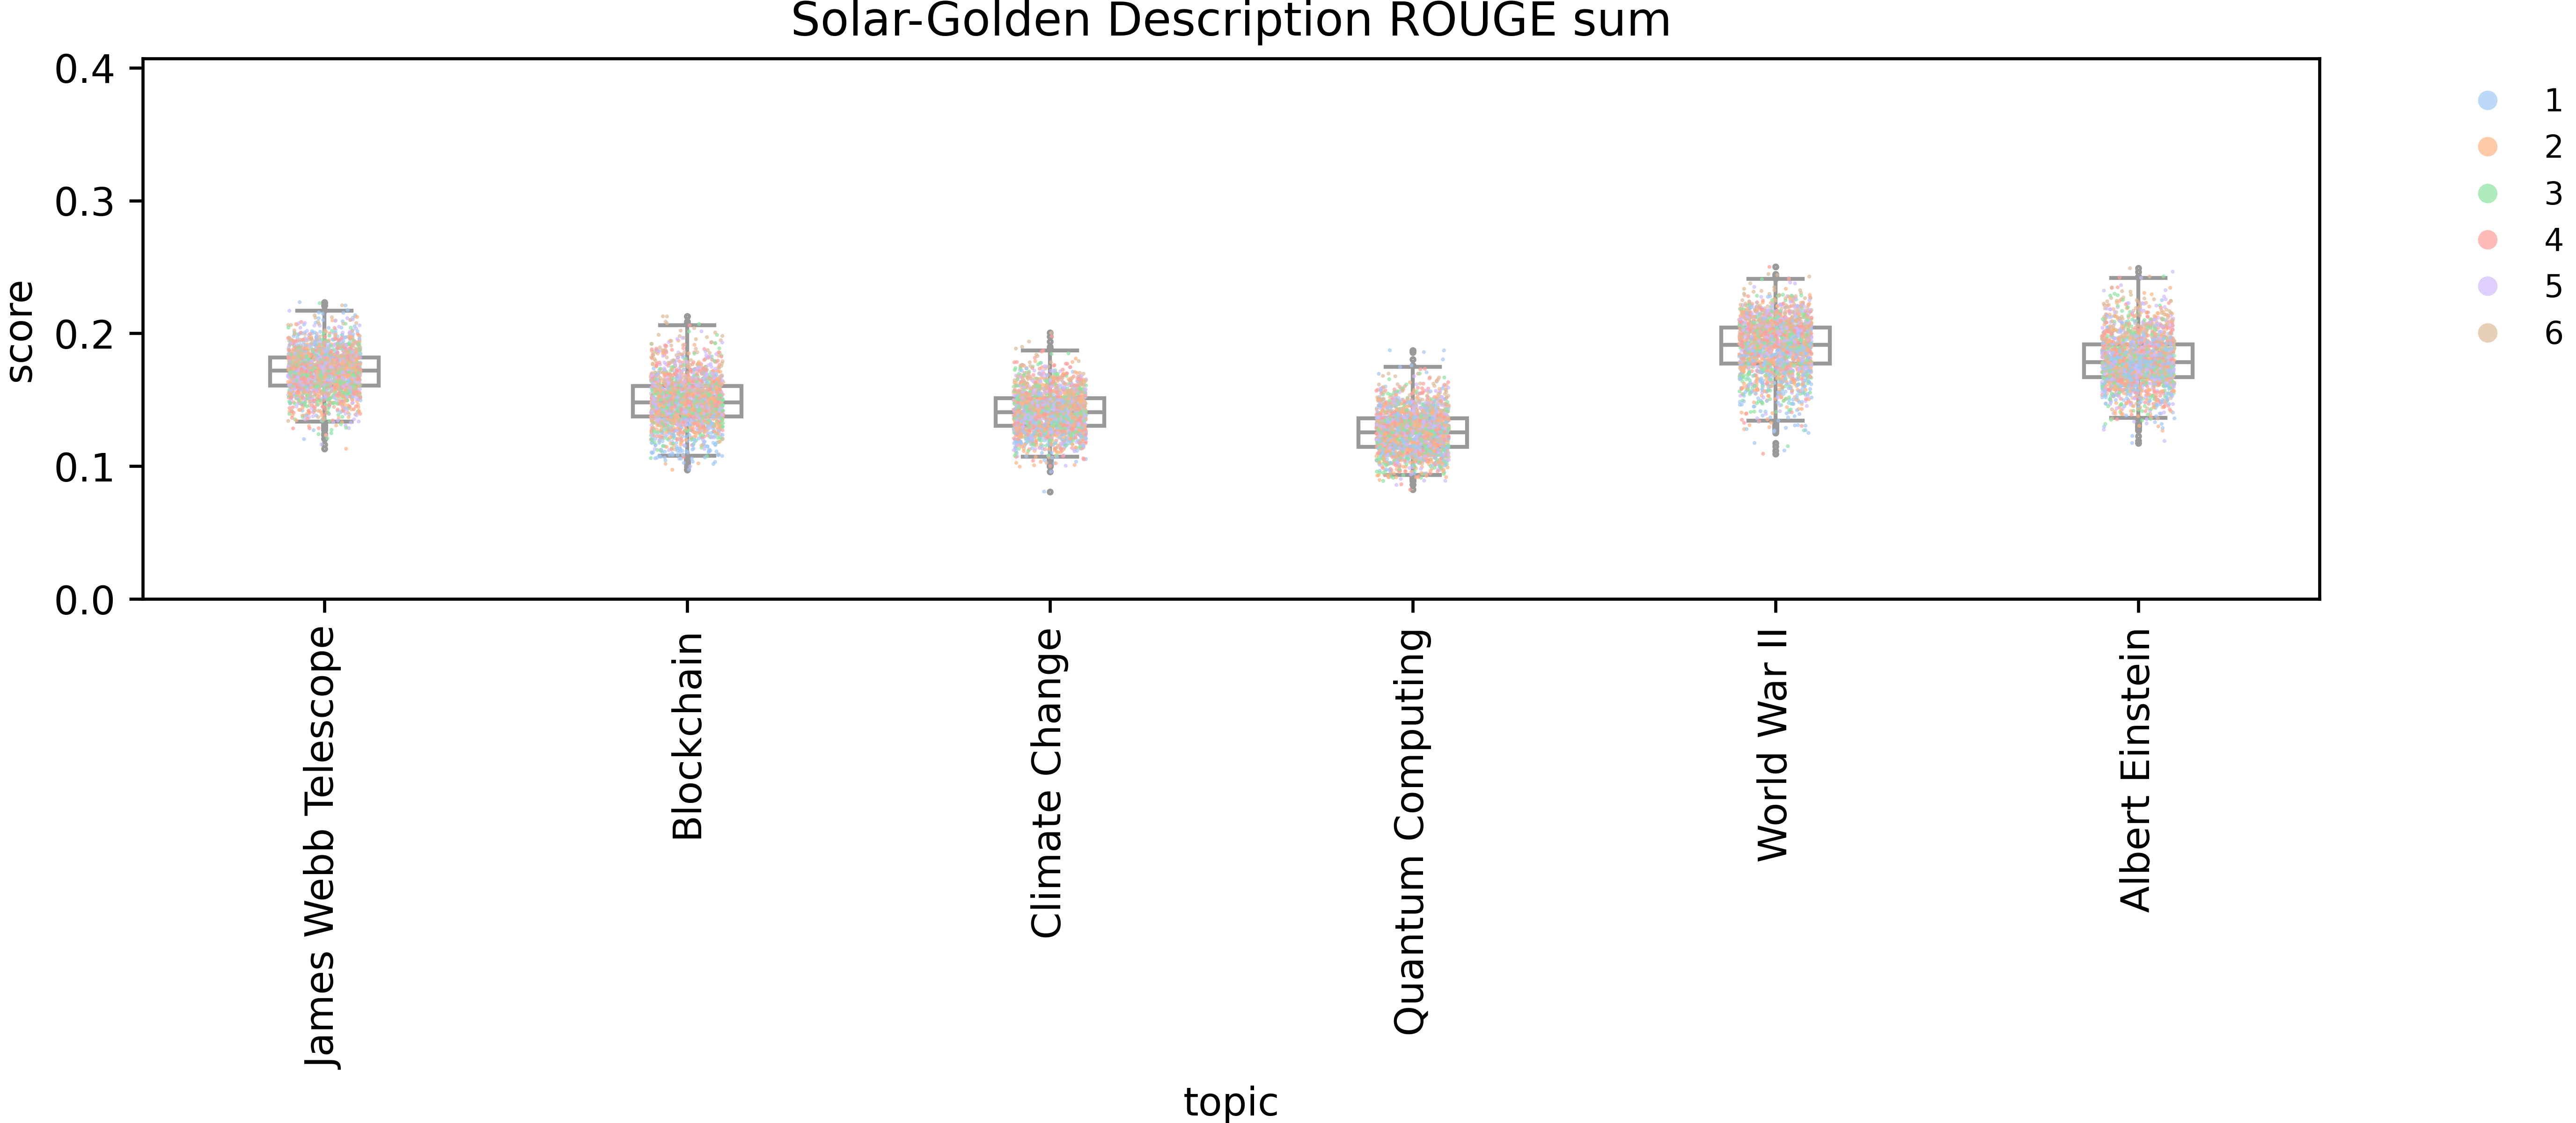 Solar-Golden Description ROUGE sum
score
0.4
0.3
0.2
0.1
0.0
1
2
3
4
5
6
James Webb Telescope
Blockchain
Climate Change
Quantum Computing
World War II
Albert Einstein
topic